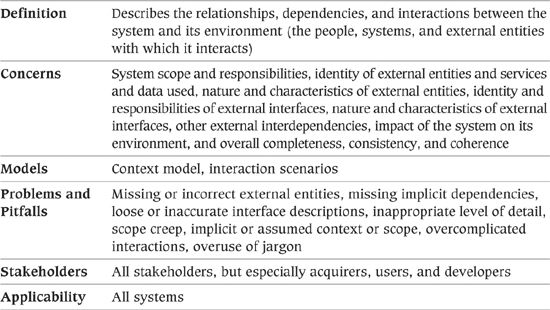 Definition Describes the relationships, dependencies, and interactions between the
system and its environment (the people, systems, and external entities
with which it interacts)
Concerns System scope and responsibilities, identity of external entities and services
and data used, nature and characteristics of external entities, identity and
responsibilities of external interfaces, nature and characteristics of external
interfaces, other external interdependencies, impact of the system on its
environment, and overall completeness, consistency, and coherence
Models Context model, interaction scenarios
Problems and Missing or incorrect external entities, missing implicit dependencies,
Pitfalls loose or inaccurate interface descriptions, inappropriate level of detail,
scope creep, implicit or assumed context or scope, overcomplicated
interactions, overuse of jargon
Stakeholders All stakeholders, but especially acquirers, users, and developers
Applicability All systems